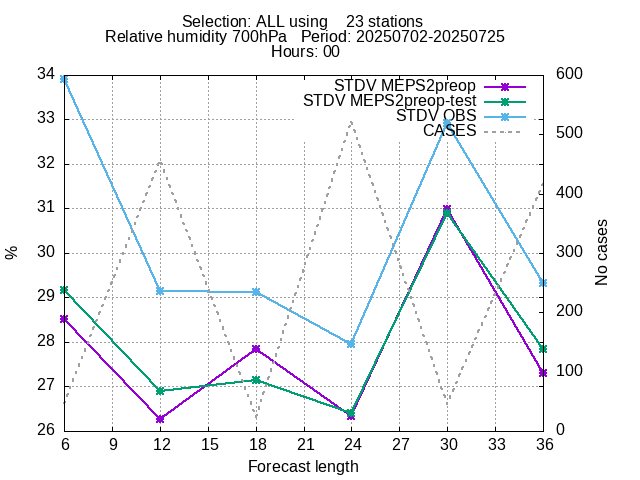 Selection: ALL using    23 stations
Relative humidity 700hPa   Period: 20250702-20250725
Hours: 00
34
33
32
31
30
29
28
27
26
%
STDV MEPS2preop
STDV MEPS2preop-test
STDV OBS
CASES
600
500
400
300
200
100
0
No cases
6 9 12 15 18 21 24 27 30 33 36
Forecast length